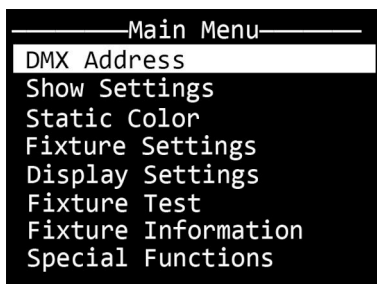 Main Menu
DMX Address
Show Settings
Static Color
Fixture Settings
Display Settings
Fixture Test
Fixture Information
Special Functions